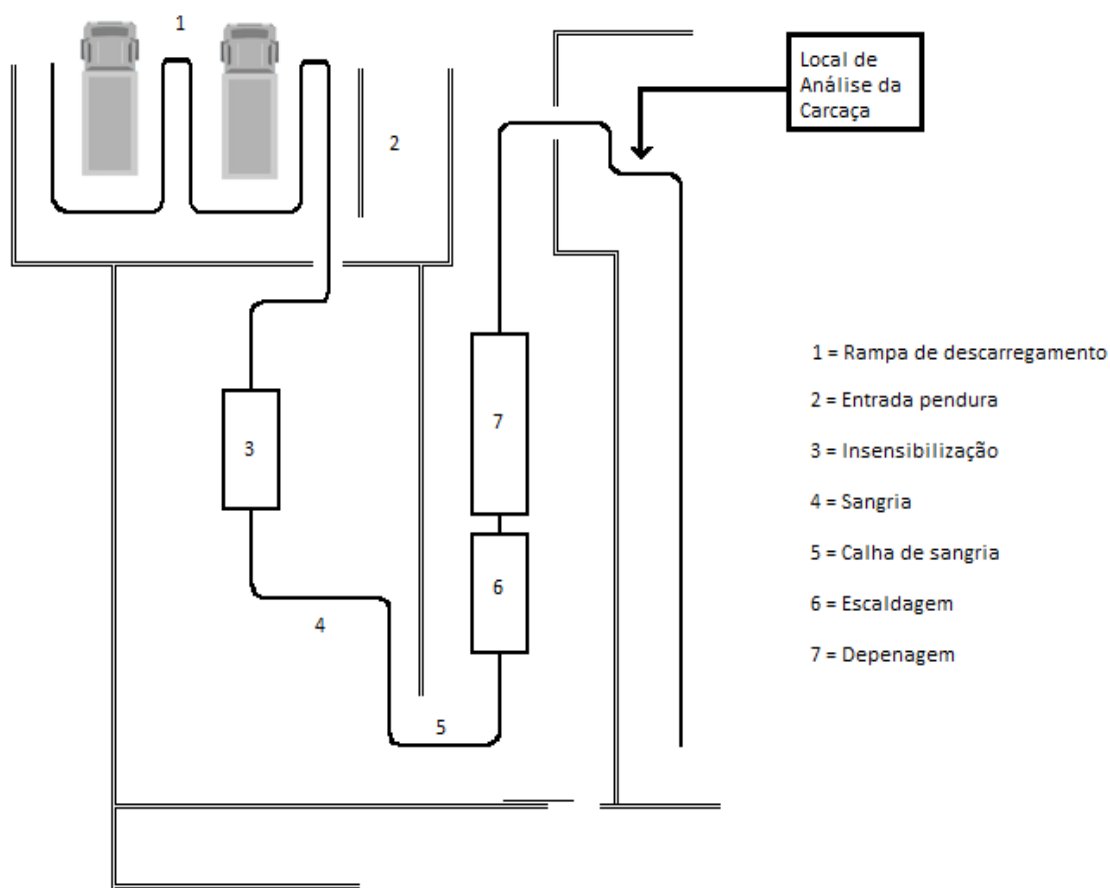 1
Local de
Análise da
Carcaça
2
3
4
5
6
7
1 = Rampa de descarregamento
2 = Entrada pendura
3 = Insensibilização
4 = Sangria
5 = Calha de sangria
6 = Escaldagem
7 = Depenagem